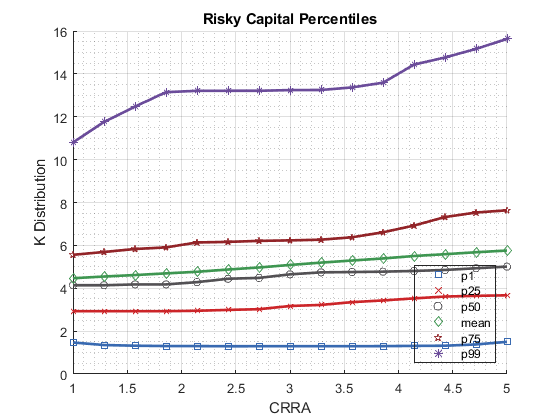 Risky Capital Percentiles
16
14
12
10
8
6
4
2
0
K Distribution
p1
p25
p50
mean
p75
p99
1 1.5 2 2.5 3 3.5 4 4.5 5
CRRA